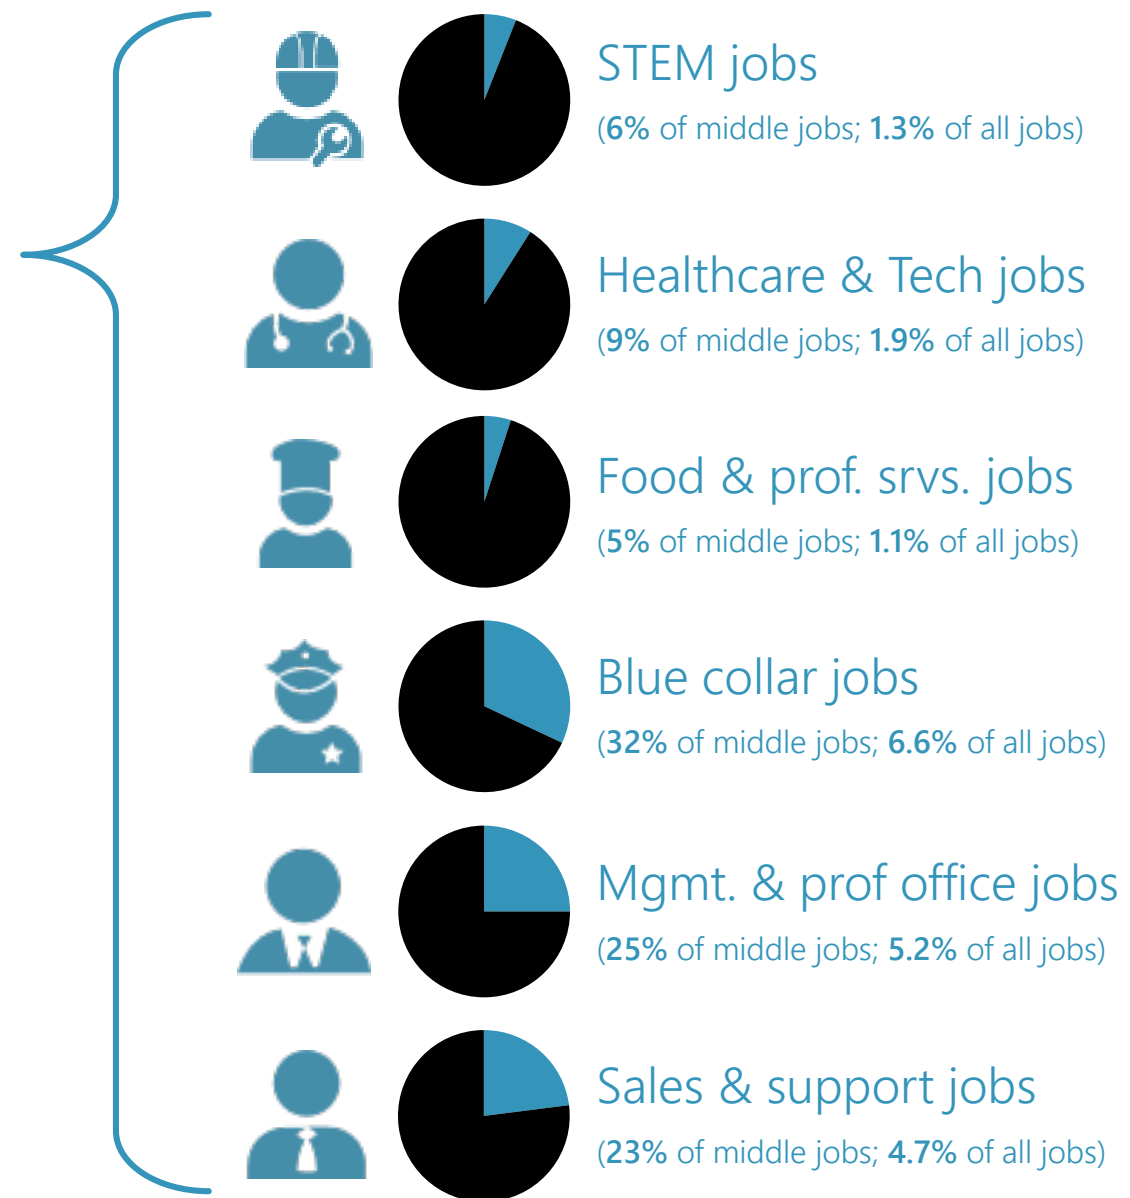 STEM jobs
(6% of middle jobs; 1.3% of all jobs)
Healthcare & Tech jobs
(9% of middle jobs; 1.9% of all jobs)
Food & prof. srvs. jobs
(5% of middle jobs; 1.1% of all jobs)
Blue collar jobs
(32% of middle jobs; 6.6% of all jobs)
Mgmt. & prof office jobs
(25% of middle jobs; 5.2% of all jobs)
Sales & support jobs
(23% of middle jobs; 4.7% of all jobs)